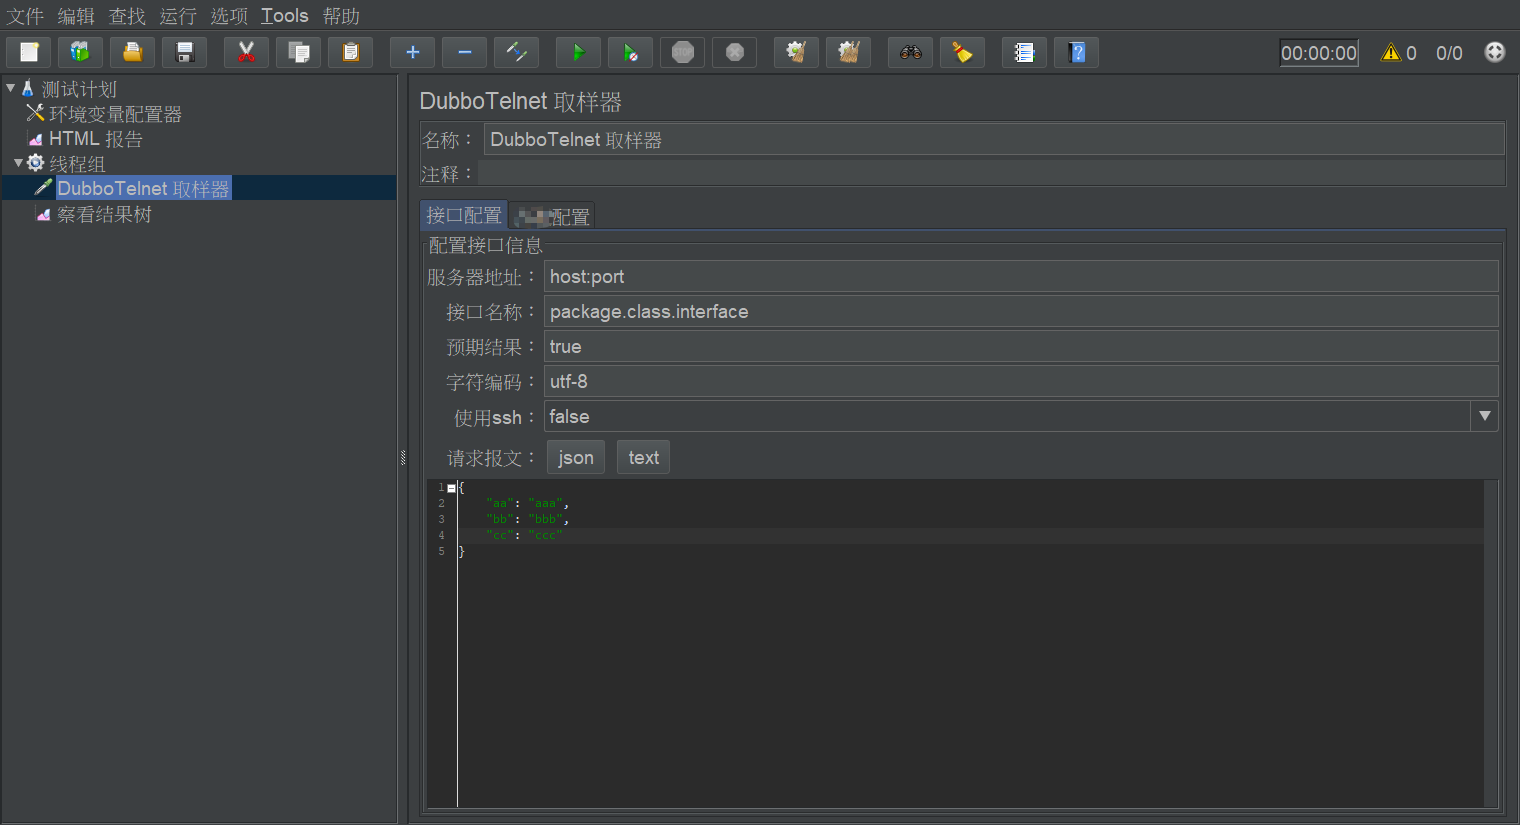 文件 编辑 查找 运行 选项 Tools 帮助
STOP
00:00:00 0 0/0
测试计划
环境变量配置器
HTML 报告
线程组
DubboTelnet 取样器
察看结果树
DubboTelnet 取样器
名称： DubboTelnet 取样器
注释：
接口配置 配置
配置接口信息
服务器地址： host:port
接口名称： package.class.interface
预期结果： true
字符编码： utf-8
使用ssh： false
请求报文： json text
1 {
2 "aa": "aaa",
3 "bb": "bbb",
4 "cc": "ccc"
5 }